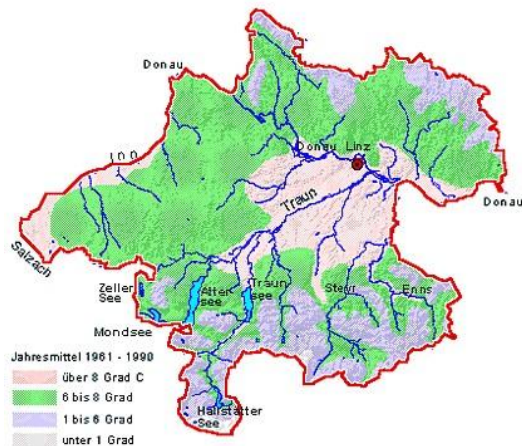 Donau
Donau Linz
Inn
Traun
Donau
Salzach
Zeller
See
Atter
see
Traun
see
Steyr
Enns
Mondsee
Jahresmittel 1961 - 1990
über 8 Grad C
6 bis 8 Grad
1 bis 6 Grad
unter 1 Grad
Hallstätter
See